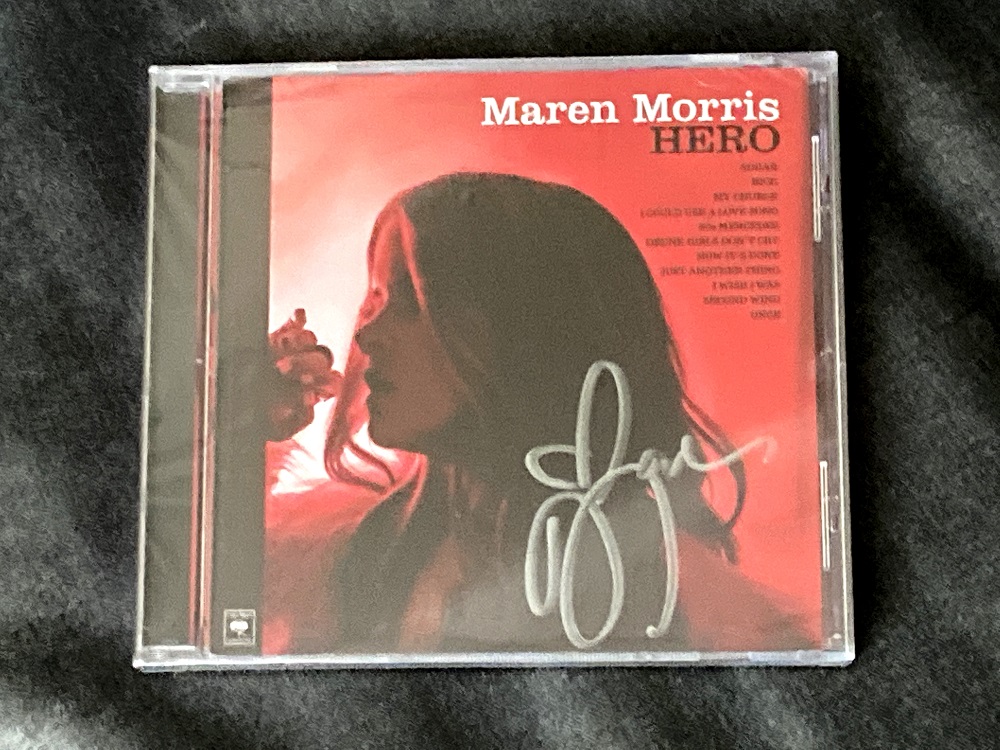 Maren Morris
HERO
SUGAR
RICH
MY CHURCH
I COULD USE A LOVE SONG
80s MERCEDES
DRUNK GIRLS DON'T CRY
HOW IT'S DONE
JUST ANOTHER THING
I WISH I WAS
SECOND WIND
ONCE